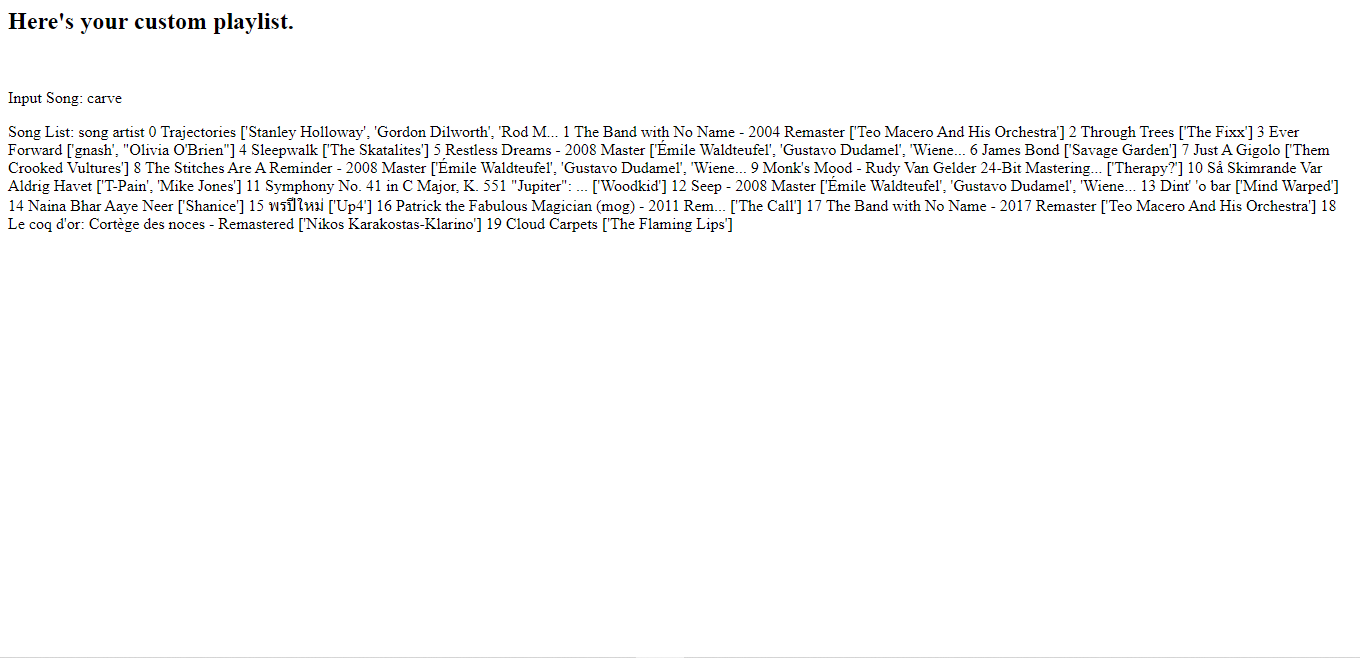 Here's your custom playlist.
Input Song: carve
Song List: song artist 0 Trajectories ['Stanley Holloway', 'Gordon Dilworth', 'Rod M... 1 The Band with No Name - 2004 Remaster ['Teo Macero And His Orchestra'] 2 Through Trees ['The Fixx'] 3 Ever
Forward ['gnash', "Olivia O'Brien"] 4 Sleepwalk ['The Skatalites'] 5 Restless Dreams - 2008 Master ['Émile Waldteufel', 'Gustavo Dudamel', 'Wiene... 6 James Bond ['Savage Garden'] 7 Just A Gigolo ['Them
Crooked Vultures'] 8 The Stitches Are A Reminder - 2008 Master ['Émile Waldteufel', 'Gustavo Dudamel', 'Wiene... 9 Monk's Mood - Rudy Van Gelder 24-Bit Mastering... ['Therapy?'] 10 Så Skimrande Var
Aldrig Havet ['T-Pain', 'Mike Jones'] 11 Symphony No. 41 in C Major, K. 551 "Jupiter": ... ['Woodkid'] 12 Seep - 2008 Master ['Émile Waldteufel', 'Gustavo Dudamel', 'Wiene... 13 Dint' 'o bar ['Mind Warped']
14 Naina Bhar Aaye Neer ['Shanice'] 15 พรปีใหม่ ['Up4'] 16 Patrick the Fabulous Magician (mog) - 2011 Rem... ['The Call'] 17 The Band with No Name - 2017 Remaster ['Teo Macero And His Orchestra'] 18
Le coq d'or: Cortège des noces - Remastered ['Nikos Karakostas-Klarino'] 19 Cloud Carpets ['The Flaming Lips']